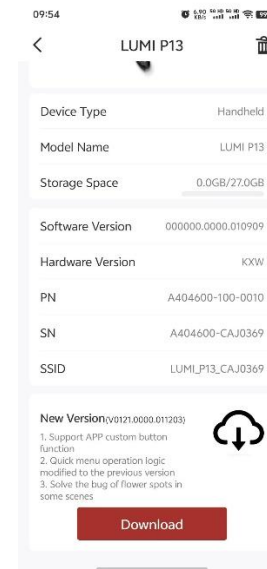 09:54
LUMI P13
Device Type Handheld
Model Name LUMI P13
Storage Space 0.0GB/27.0GB
Software Version 000000.0000.010909
Hardware Version KXW
PN A404600-100-0010
SN A404600-CAJ0369
SSID LUMI_P13_CAJ0369
New Version(V0121.0000.011203)
1. Support APP custom button
function
2. Quick menu operation logic
modified to the previous version
3. Solve the bug of flower spots in
some scenes
Download